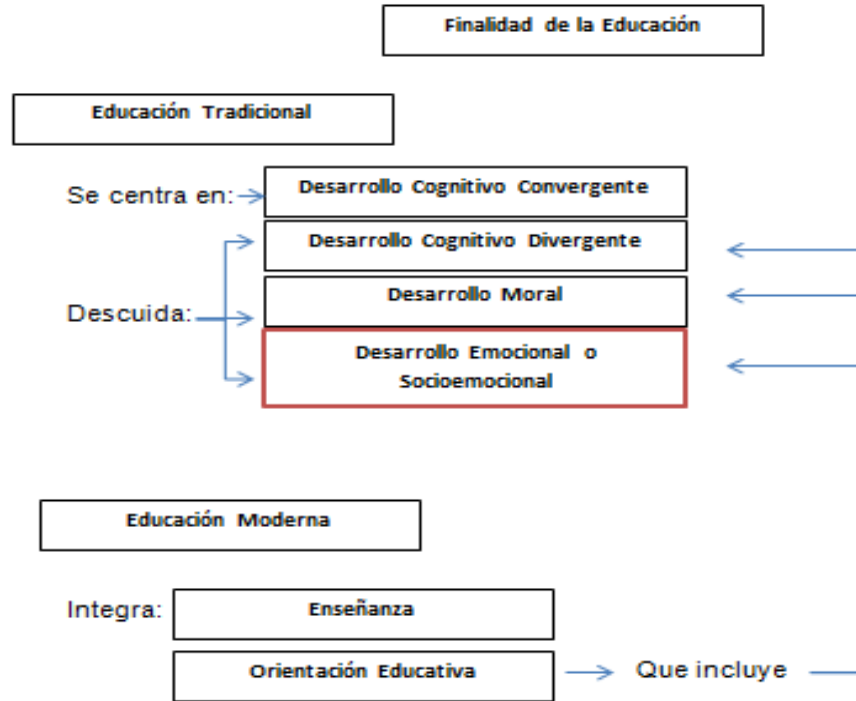 Finalidad de la Educación
Educación Tradicional
Se centra en:
Desarrollo Cognitivo Convergente
Desarrollo Cognitivo Divergente
Descuida:
Desarrollo Moral
Desarrollo Emocional o
Socioemocional
Educación Moderna
Integra:
Enseñanza
Orientación Educativa
Que incluye